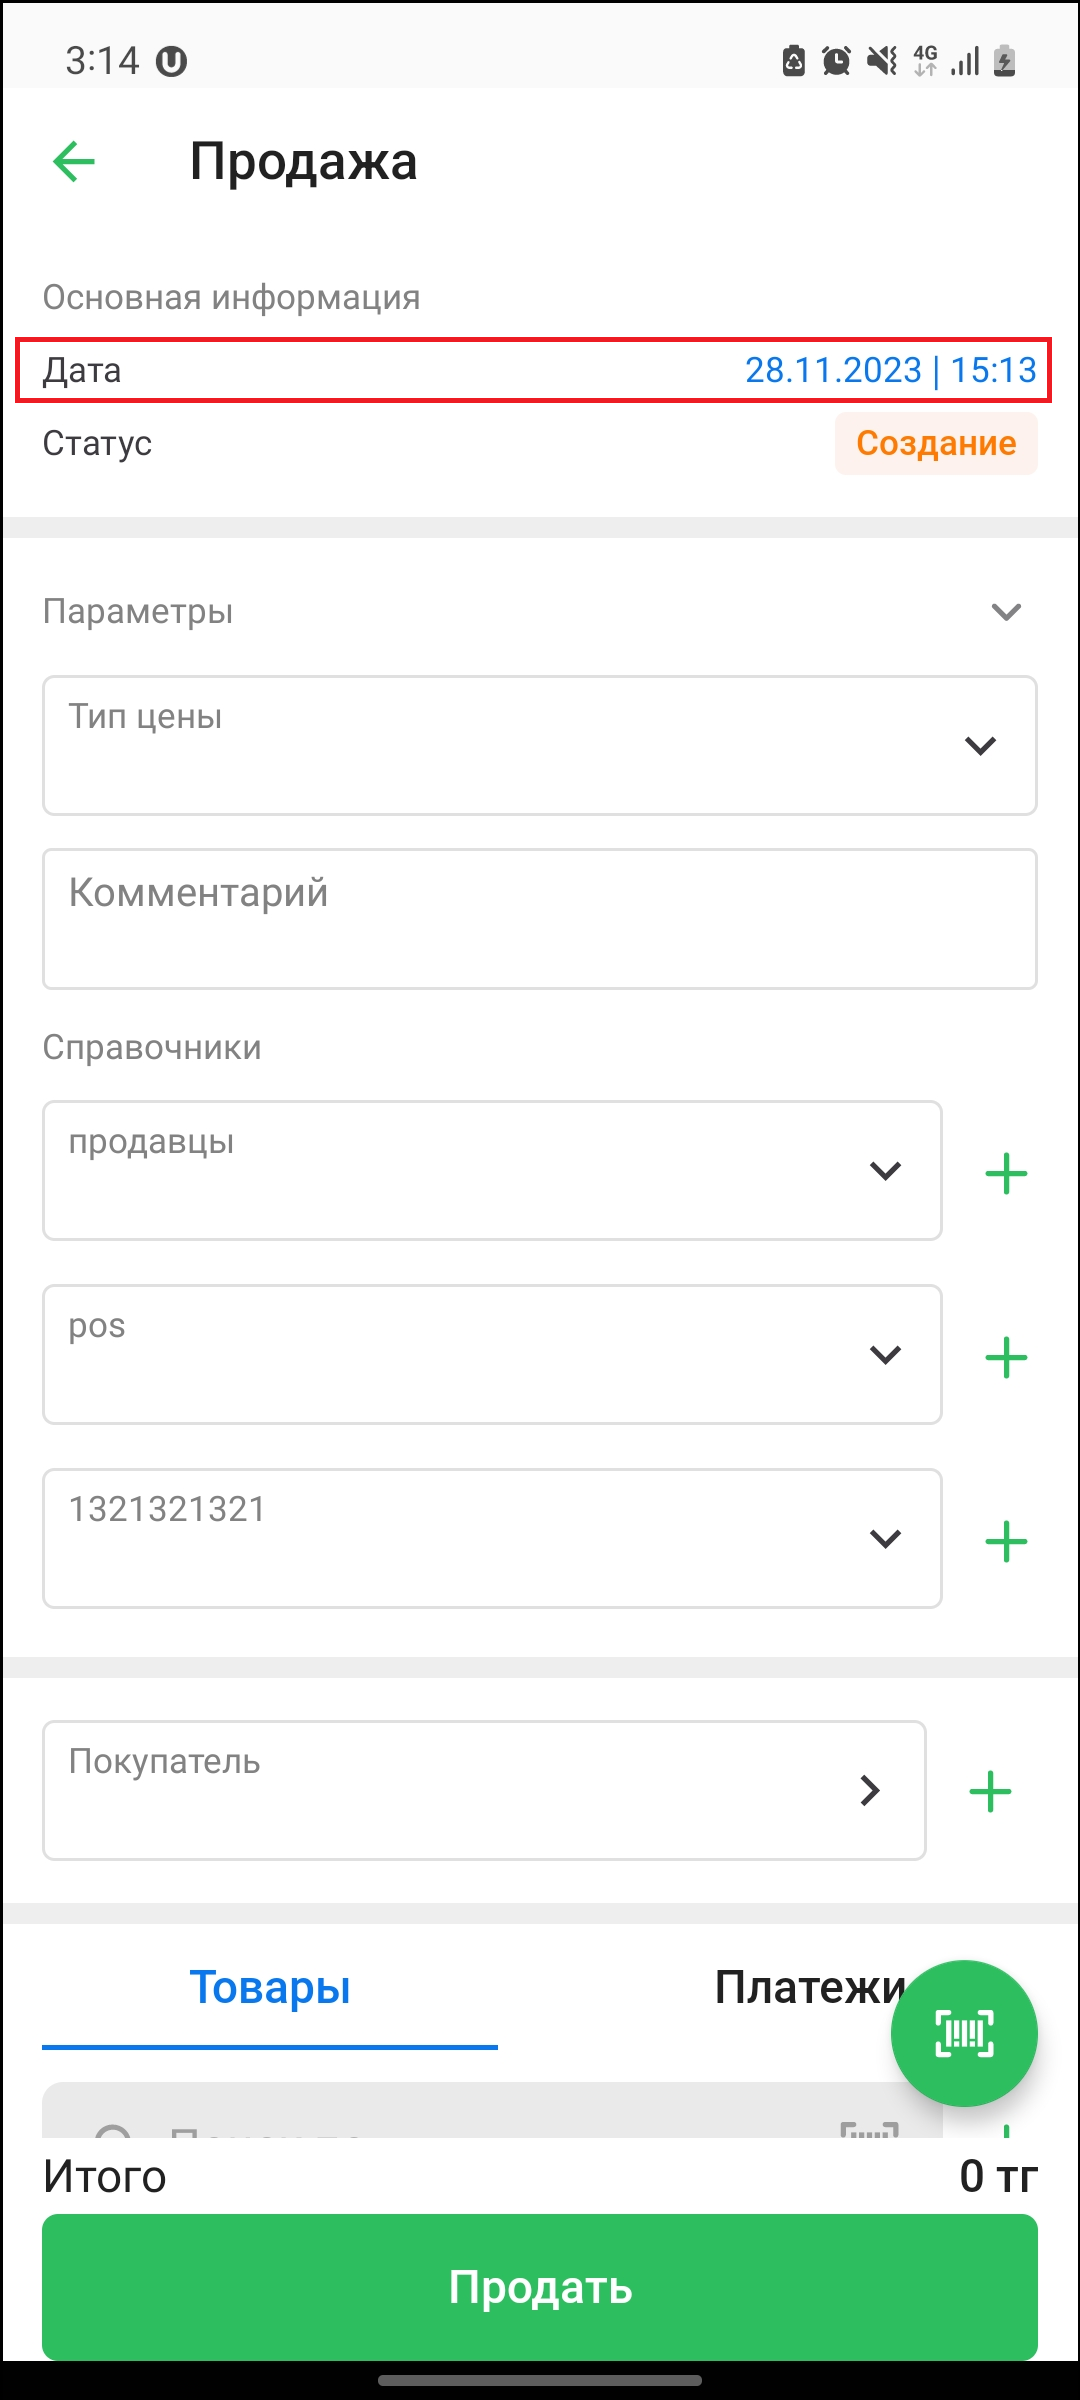 3:14
4G
Продажа
Основная информация
Дата 28.11.2023 | 15:13
Статус Создание
Параметры
Тип цены
Комментарий
Справочники
продавцы
pos
1321321321
Покупатель
Товары Платежи
Итого 0 тг
Продать